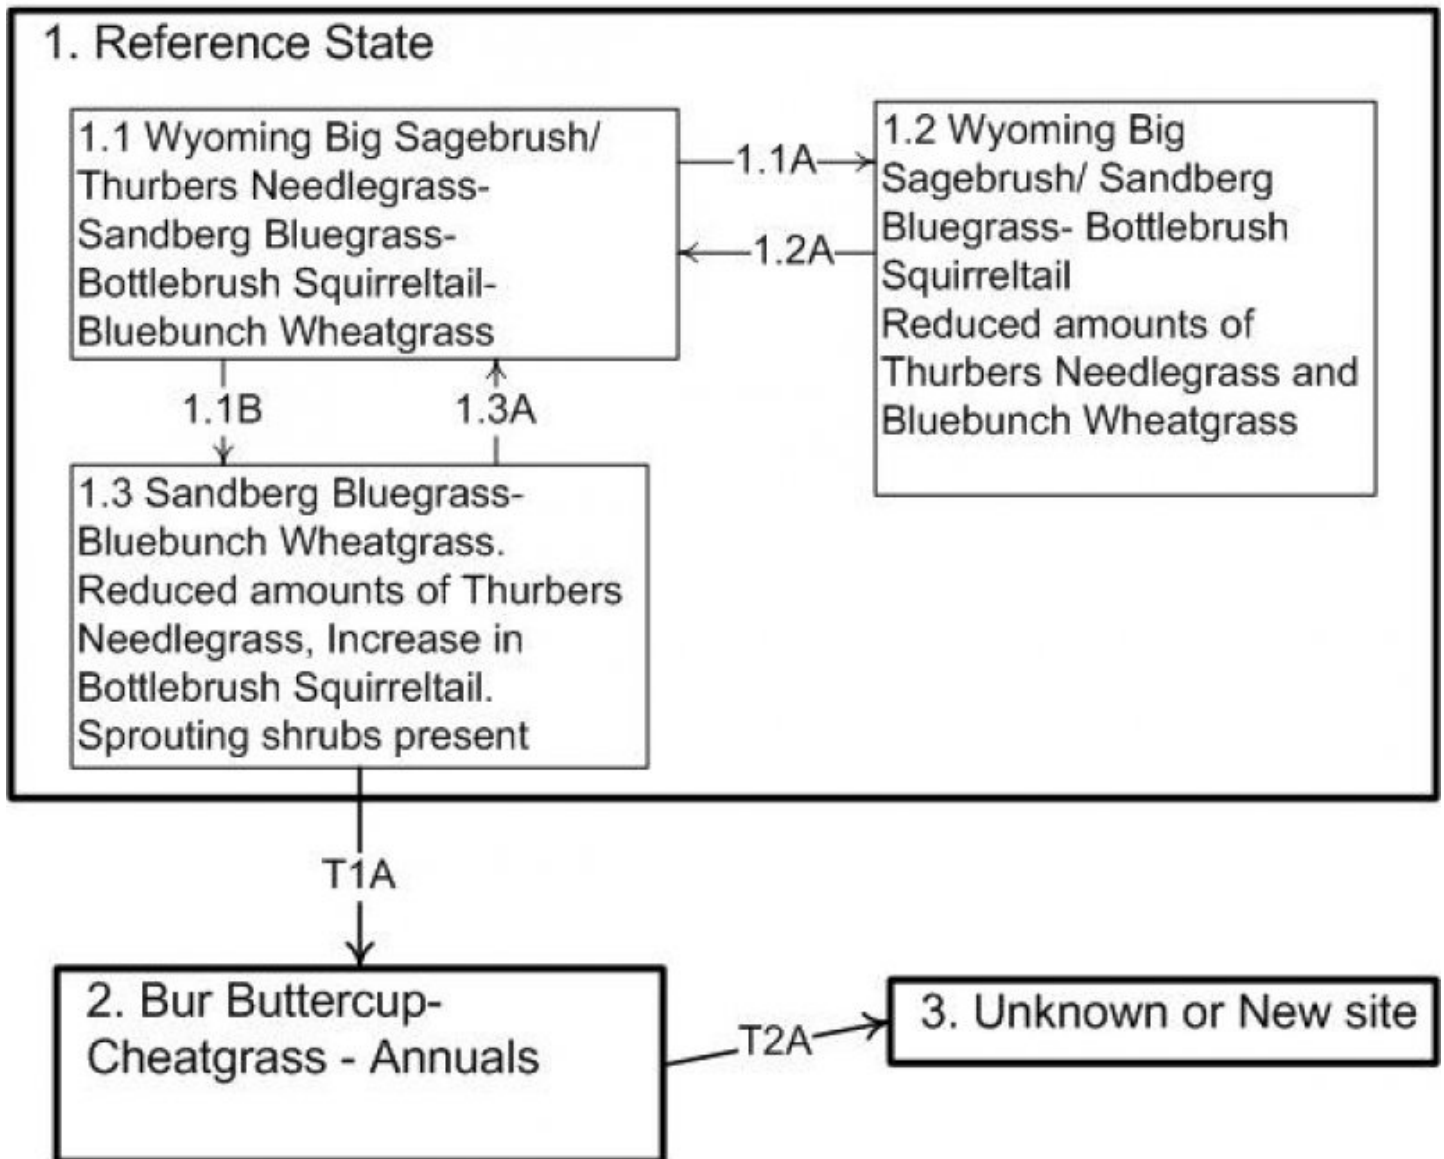 1. Reference State
1.1 Wyoming Big Sagebrush/
Thurbers Needlegrass-
Sandberg Bluegrass-
Bottlebrush Squirreltail-
Bluebunch Wheatgrass
1.1A
1.2A
1.2 Wyoming Big
Sagebrush/ Sandberg
Bluegrass- Bottlebrush
Squirreltail
Reduced amounts of
Thurbers Needlegrass and
Bluebunch Wheatgrass
1.1B
1.3A
1.3 Sandberg Bluegrass-
Bluebunch Wheatgrass.
Reduced amounts of Thurbers
Needlegrass, Increase in
Bottlebrush Squirreltail.
Sprouting shrubs present
T1A
2. Bur Buttercup-
Cheatgrass - Annuals
T2A
3. Unknown or New site